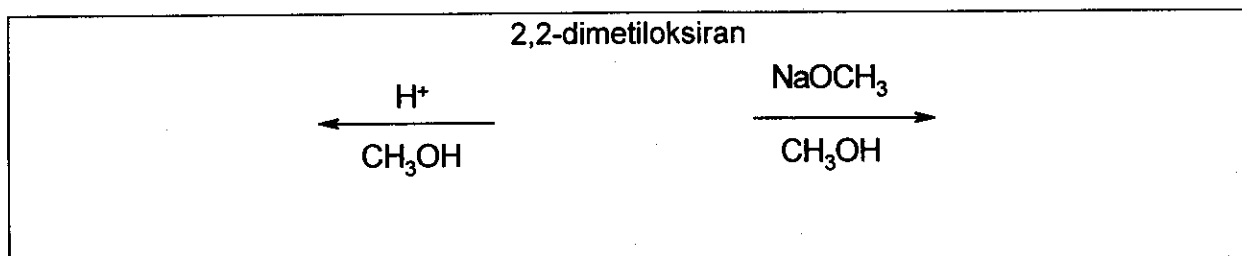 2,2-dimetiloksiran
H⁺
CH₃OH
NaOCH₃
CH₃OH